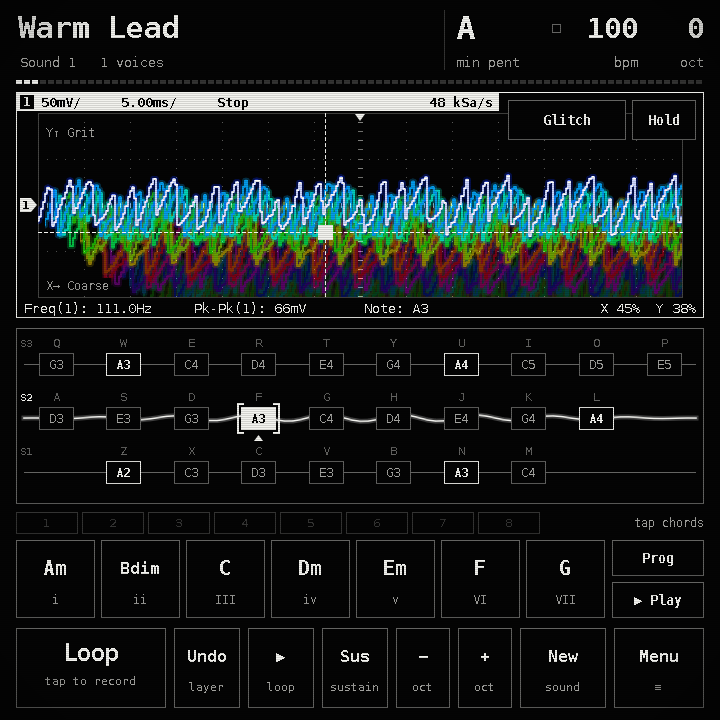 Warm Lead A 100 0
Sound 1 1 voices min pent bpm oct
1 50mV/ 5.00ms/ Stop 48 kSa/s Glitch Hold
Y↑ Grit
1
X→ Coarse
Freq(1): 111.0Hz Pk-Pk(1): 66mV Note: A3 X 45% Y 38%
S3 Q W E R T Y U I O P
G3 A3 C4 D4 E4 G4 A4 C5 D5 E5
S2 A S D F G H J K L
D3 E3 G3 A3 C4 D4 E4 G4 A4
S1 Z X C V B N M
A2 C3 D3 E3 G3 A3 C4
1 2 3 4 5 6 7 8 tap chords
Am Bdim C Dm Em F G Prog
i ii III iv v VI VII ▶ Play
Loop Undo ▶ Sus − + New Menu
tap to record layer loop sustain oct oct sound ≡